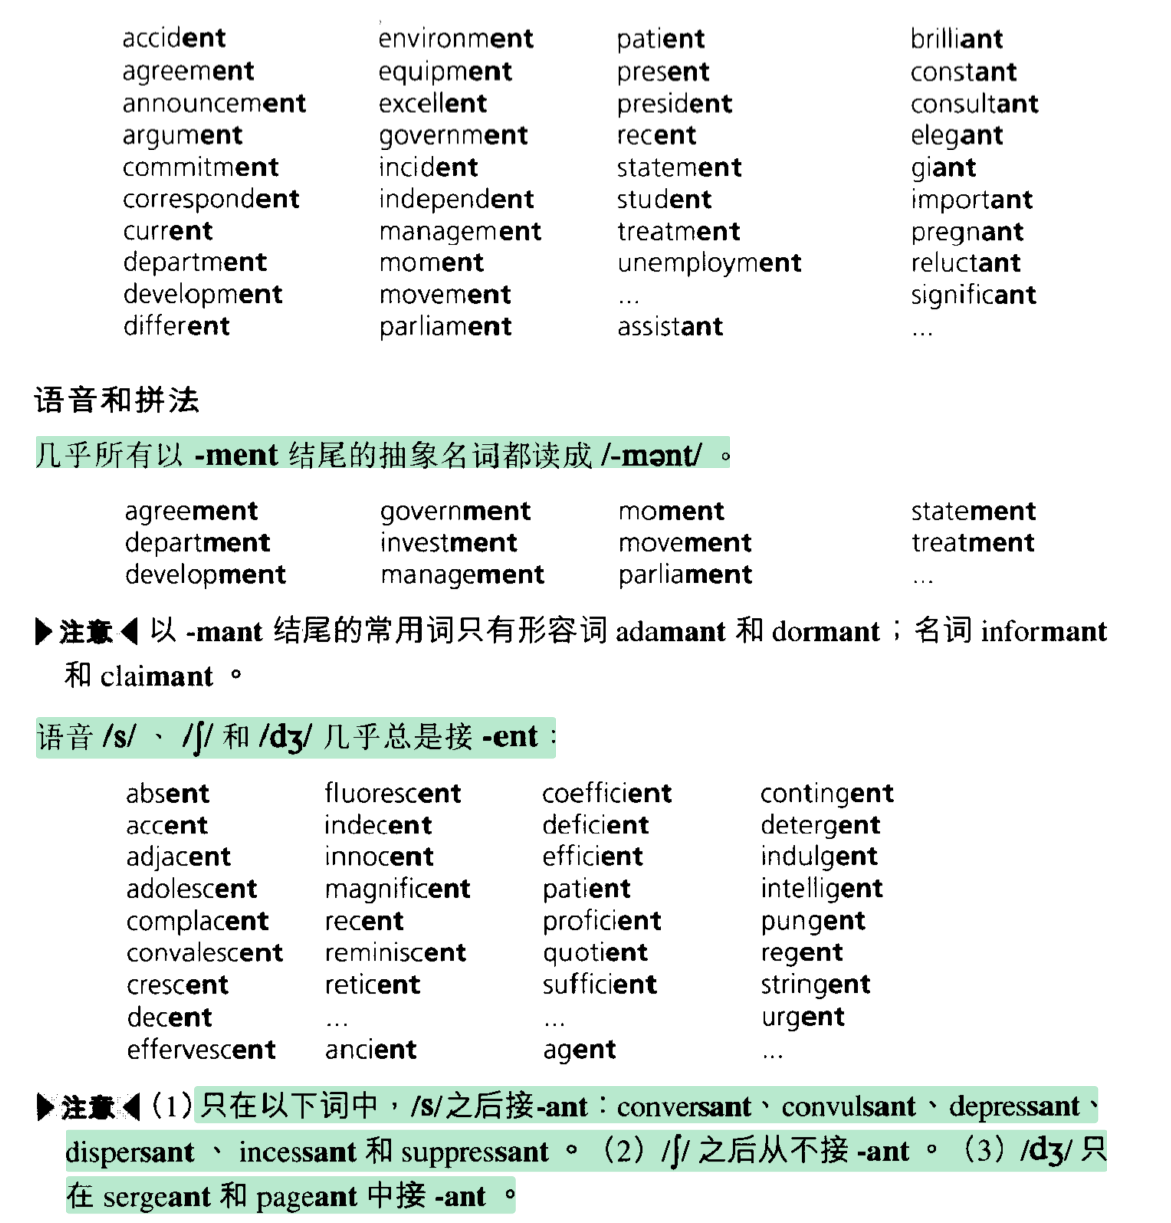 accident environment patient brilliant
agreement equipment present constant
announcement excellent president consultant
argument government recent elegant
commitment incident statement giant
correspondent independent student important
current management treatment pregnant
department moment unemployment reluctant
development movement ... significant
different parliament assistant ...
语音和拼法
几乎所有以 -ment 结尾的抽象名词都读成 /-mənt/ 。
agreement government moment statement
department investment movement treatment
development management parliament ...
▶注意◀ 以 -mant 结尾的常用词只有形容词 adamant 和 dormant；名词 informant
和 claimant 。
语音 /s/ 、 /ʃ/ 和 /dʒ/ 几乎总是接 -ent：
absent fluorescent coefficient contingent
accent indecent deficient detergent
adjacent innocent efficient indulgent
adolescent magnificent patient intelligent
complacent recent proficient pungent
convalescent reminiscent quotient regent
crescent reticent sufficient stringent
decent ... ... urgent
effervescent ancient agent ...
▶注意◀（1）只在以下词中，/s/之后接-ant：conversant、convulsant、depressant、
dispersant 、 incessant 和 suppressant 。（2）/ʃ/ 之后从不接 -ant 。（3）/dʒ/ 只
在 sergeant 和 pageant 中接 -ant 。